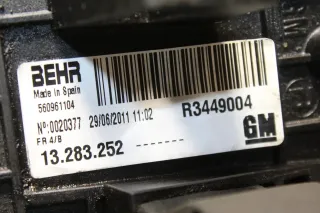 BEHR
Made in Spain
560961104
R3449004
Nº:0020377 29/06/2011 11:02
FR 4/B
13.283.252 -------
GM